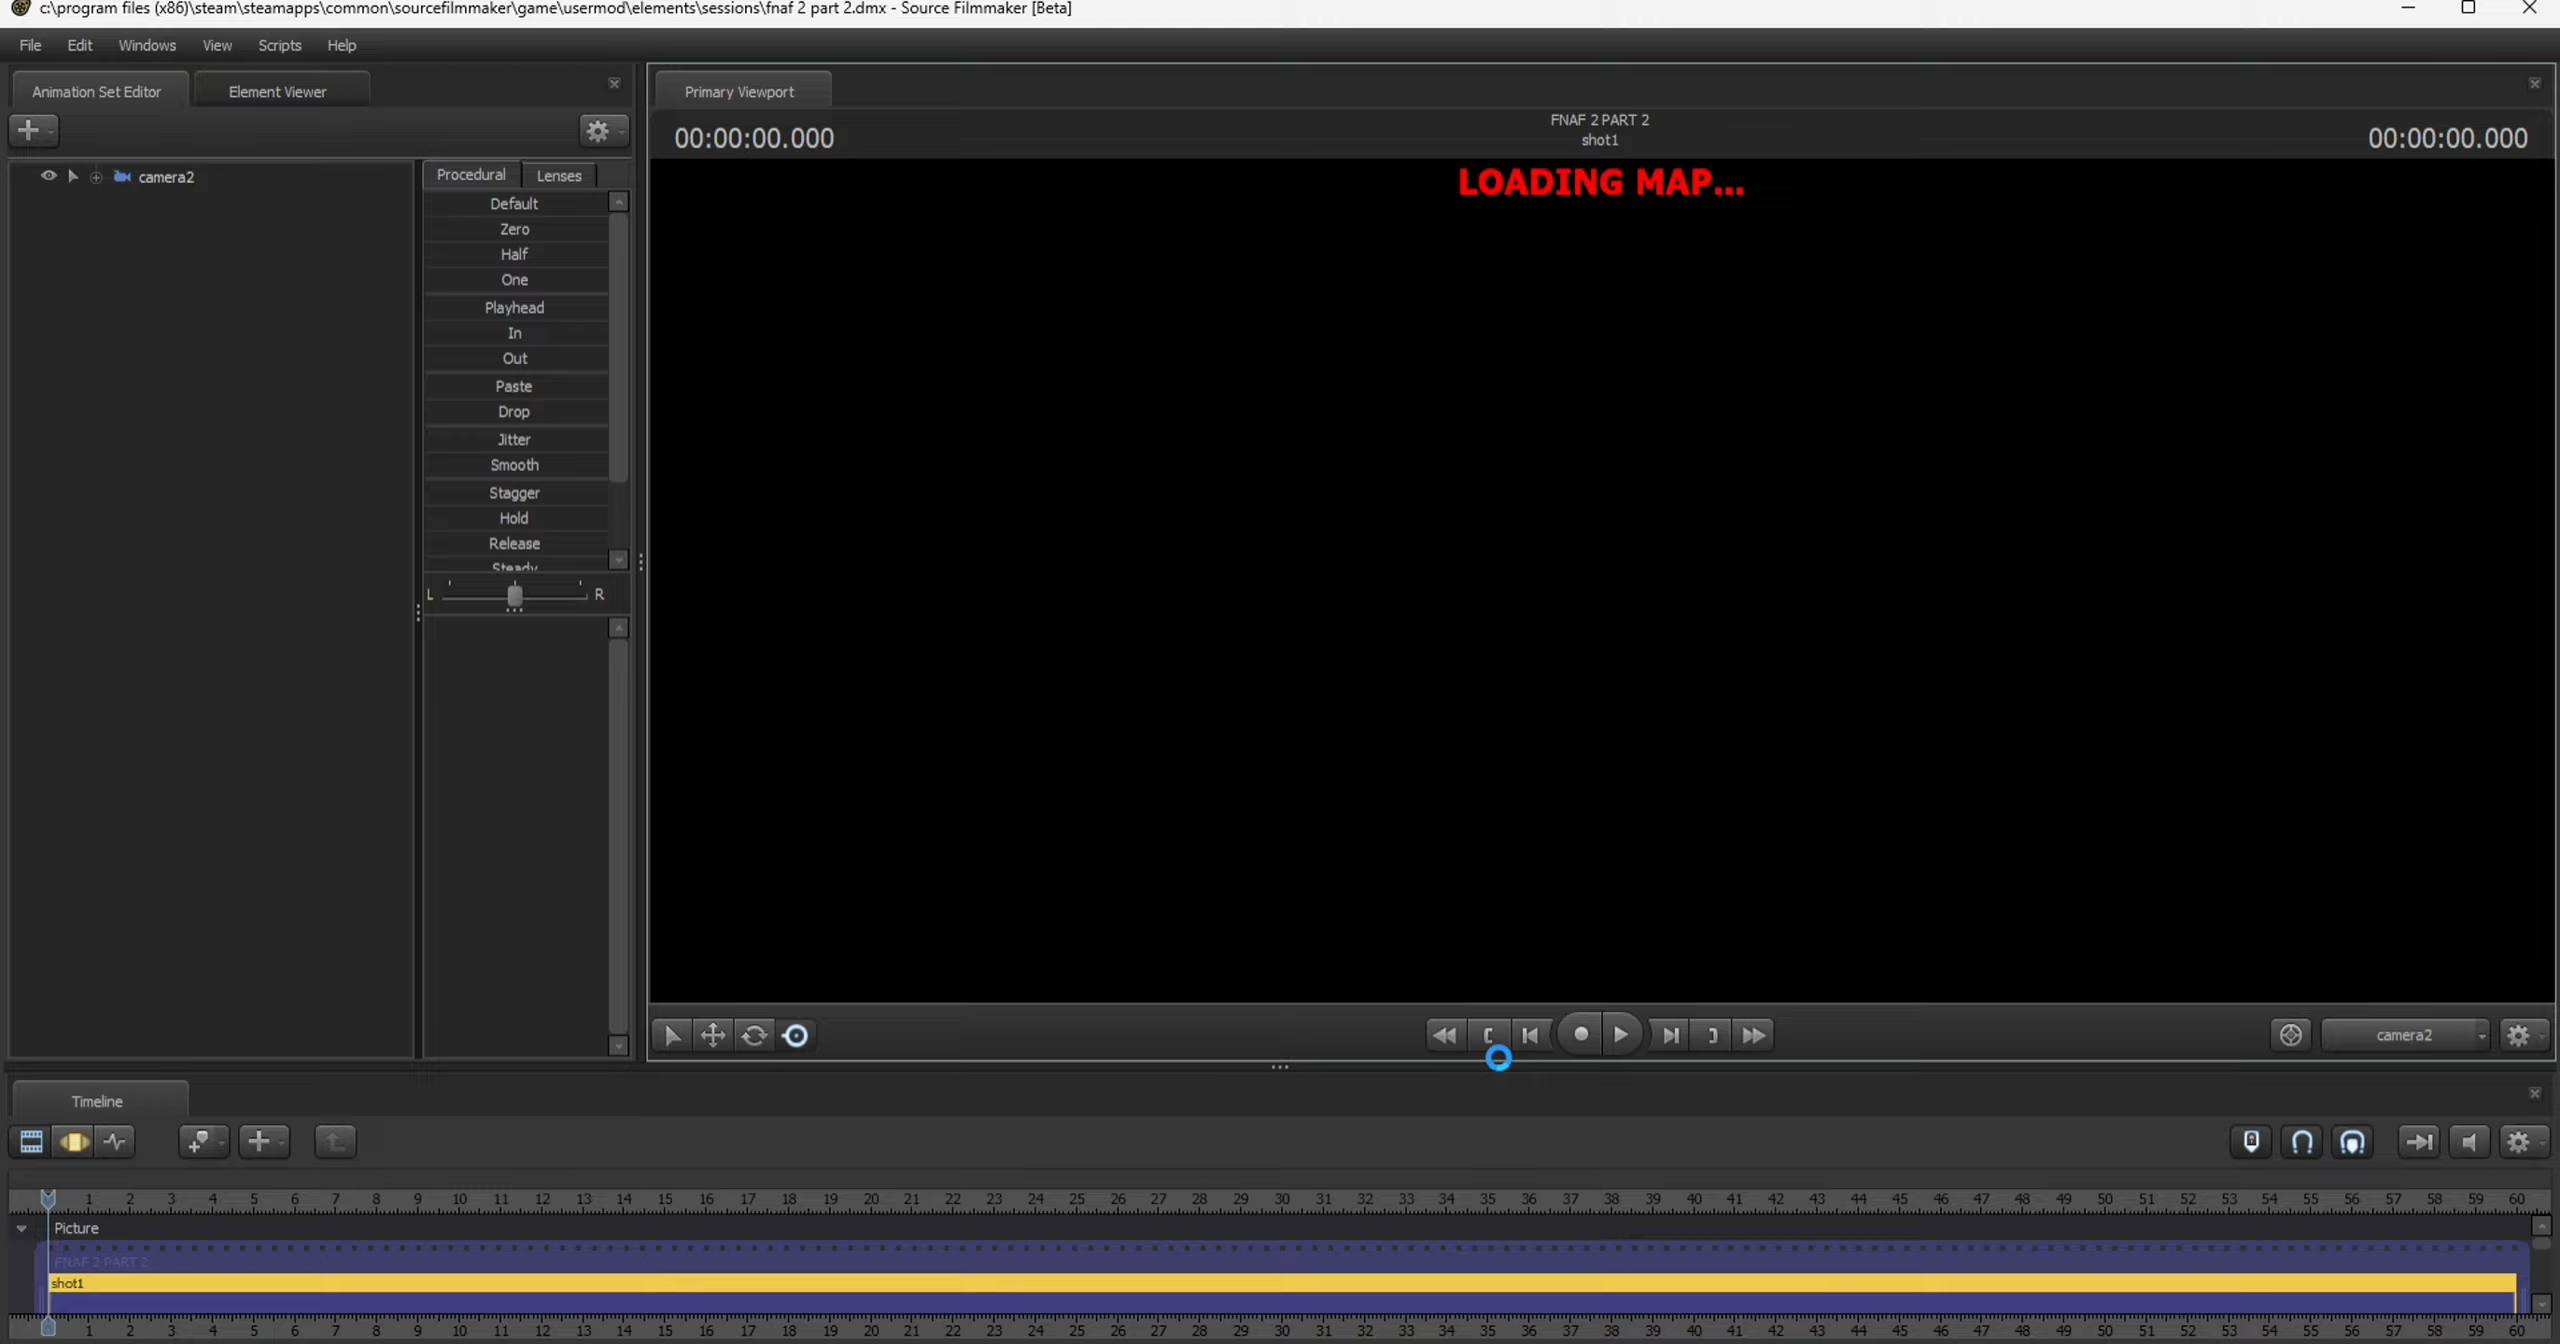 c:\program files (x86)\steam\steamapps\common\sourcefilmmaker\game\usermod\elements\sessions\fnaf 2 part 2.dmx - Source Filmmaker [Beta]
File Edit Windows View Scripts Help
Animation Set Editor Element Viewer
Primary Viewport
00:00:00.000
FNAF 2 PART 2
shot1
00:00:00.000
camera2
Procedural Lenses
Default
Zero
Half
One
Playhead
In
Out
Paste
Drop
Jitter
Smooth
Stagger
Hold
Release
Steady
L R
LOADING MAP...
camera2
Timeline
1 2 3 4 5 6 7 8 9 10 11 12 13 14 15 16 17 18 19 20 21 22 23 24 25 26 27 28 29 30 31 32 33 34 35 36 37 38 39 40 41 42 43 44 45 46 47 48 49 50 51 52 53 54 55 56 57 58 59 60
Picture
FNAF 2 PART 2
shot1
1 2 3 4 5 6 7 8 9 10 11 12 13 14 15 16 17 18 19 20 21 22 23 24 25 26 27 28 29 30 31 32 33 34 35 36 37 38 39 40 41 42 43 44 45 46 47 48 49 50 51 52 53 54 55 56 57 58 59 60